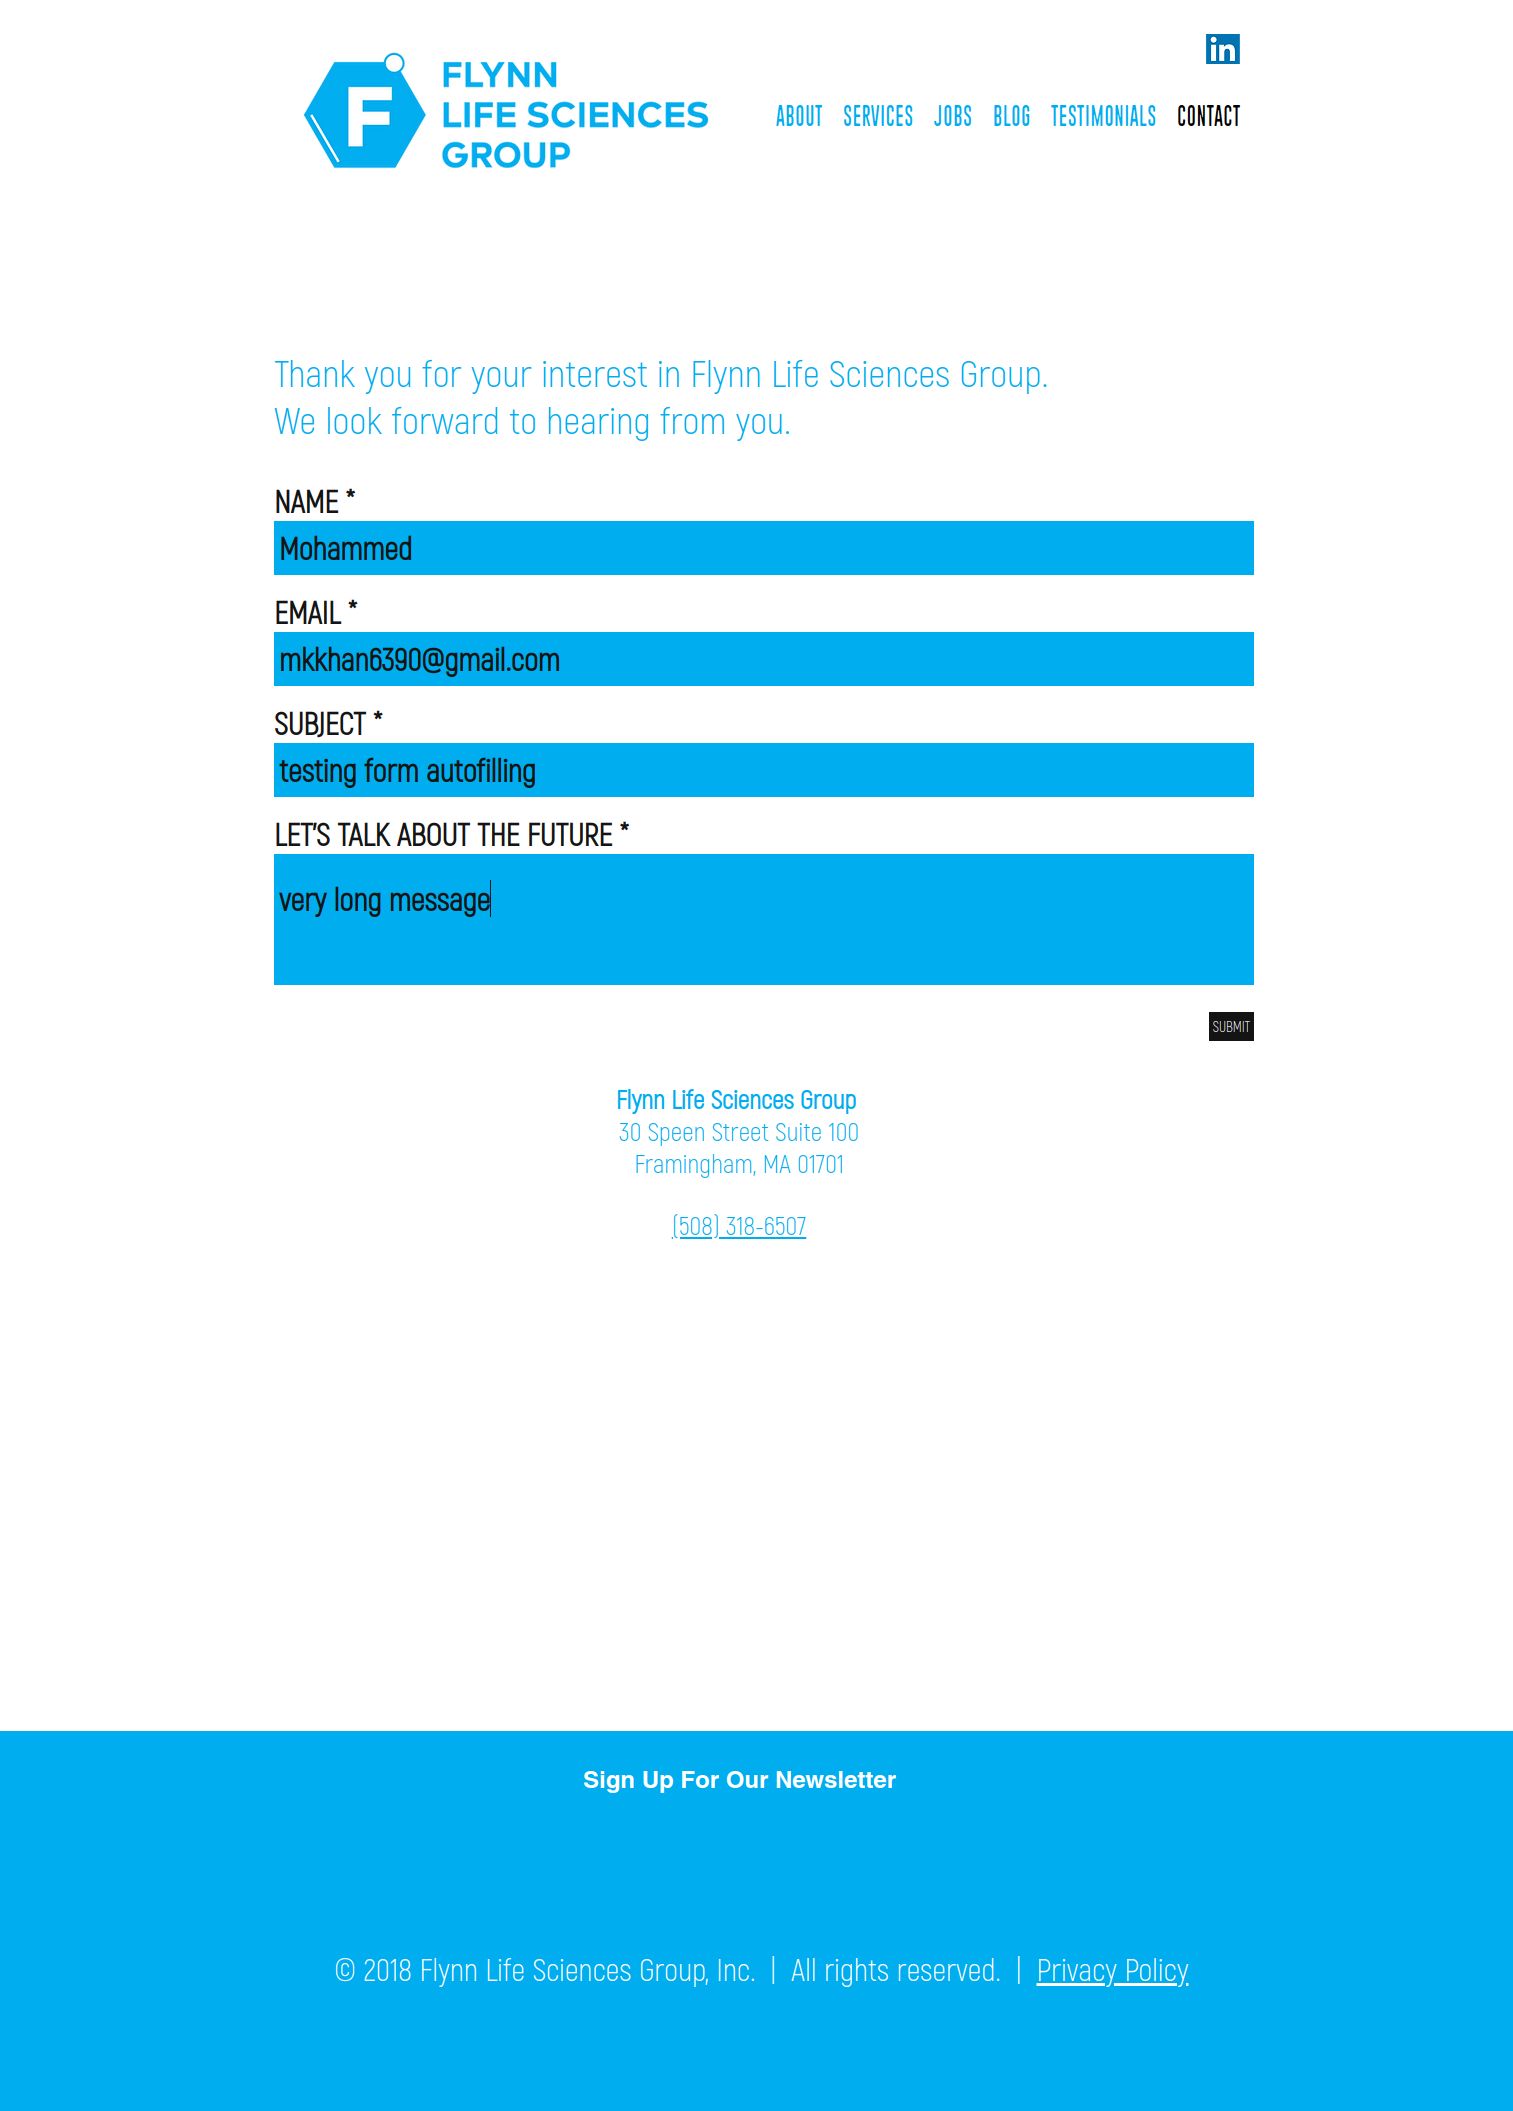 in
F
FLYNN
LIFE SCIENCES
GROUP
ABOUT SERVICES JOBS BLOG TESTIMONIALS CONTACT
Thank you for your interest in Flynn Life Sciences Group.
We look forward to hearing from you.
NAME *
Mohammed
EMAIL *
mkkhan6390@gmail.com
SUBJECT *
testing form autofilling
LET'S TALK ABOUT THE FUTURE *
very long message
SUBMIT
Flynn Life Sciences Group
30 Speen Street Suite 100
Framingham, MA 01701
(508) 318-6507
Sign Up For Our Newsletter
© 2018 Flynn Life Sciences Group, Inc. | All rights reserved. | Privacy Policy